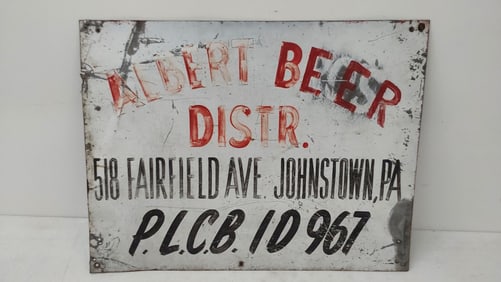 ALBERT BEER
DISTR.
518 FAIRFIELD AVE. JOHNSTOWN, PA
P.L.C.B. ID 967